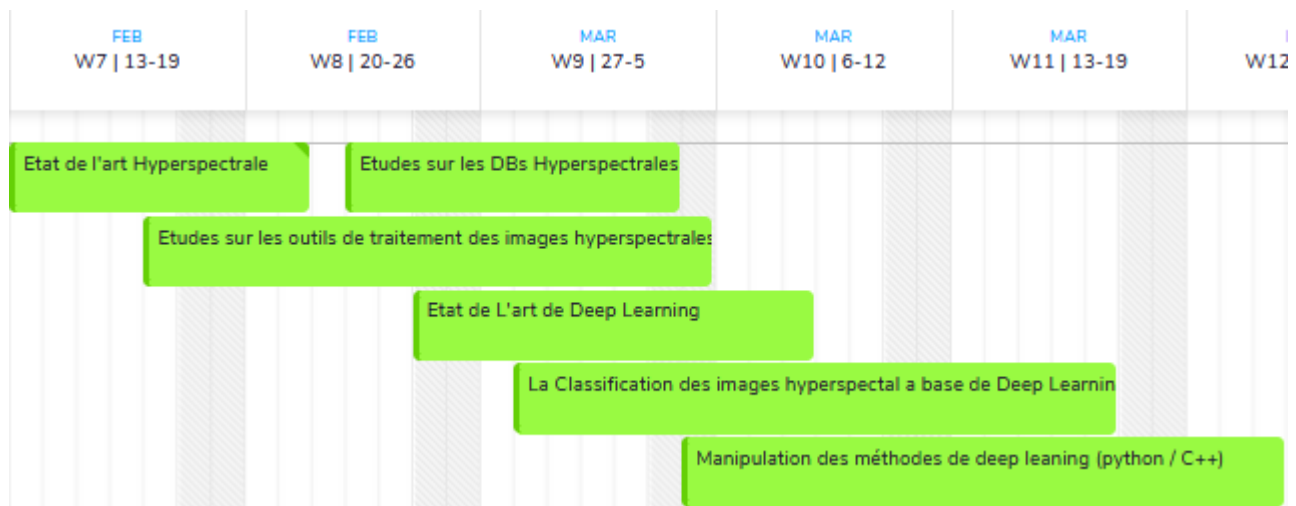 FEB
W7 | 13-19
FEB
W8 | 20-26
MAR
W9 | 27-5
MAR
W10 | 6-12
MAR
W11 | 13-19
W12
Etat de l'art Hyperspectrale
Etudes sur les DBs Hyperspectrales
Etudes sur les outils de traitement des images hyperspectrales
Etat de L'art de Deep Learning
La Classification des images hyperspectal a base de Deep Learnin
Manipulation des méthodes de deep leaning (python / C++)